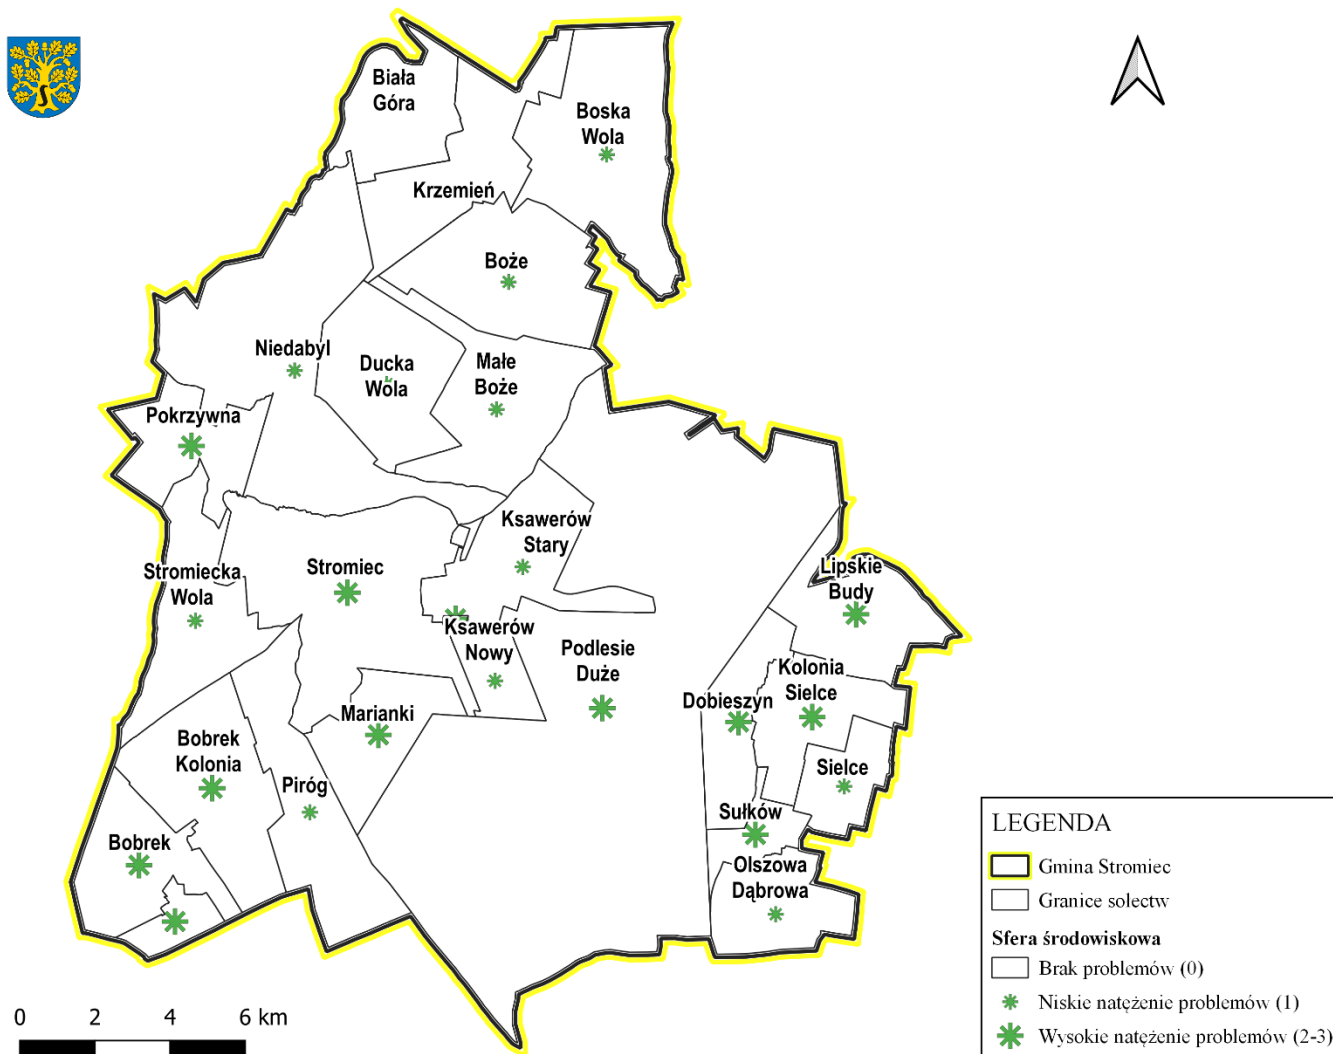 Biała
Góra
Boska
Wola
Krzemień
Boże
Niedabyl
Ducka
Wola
Małe
Boże
Pokrzywna
Ksawerów
Stary
Stromiec
Stromiecka
Wola
Lipskie
Budy
Ksawerów
Nowy
Podlesie
Duże
Kolonia
Sielce
Dobieszyn
Marianki
Bobrek
Kolonia
Piróg
Sielce
Sułków
Bobrek
Olszowa
Dąbrowa
0 2 4 6 km
LEGENDA
Gmina Stromiec
Granice sołectw
Sfera środowiskowa
Brak problemów (0)
Niskie natężenie problemów (1)
Wysokie natężenie problemów (2-3)